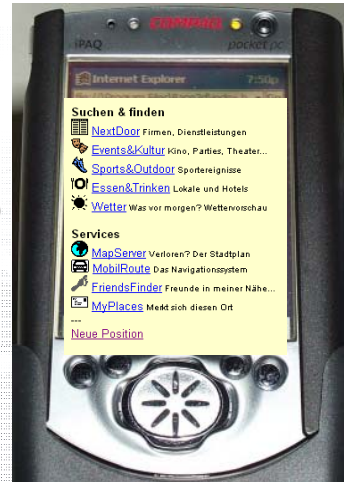 COMPAQ
iPAQ pocket pc
Internet Explorer 7:50p
Suchen & finden
NextDoor Firmen, Dienstleistungen
Events&Kultur Kino, Parties, Theater...
Sports&Outdoor Sportereignisse
Essen&Trinken Lokale und Hotels
Wetter Was vor morgen? Wettervorschau
Services
MapServer Verloren? Der Stadtplan
MobilRoute Das Navigationssystem
FriendsFinder Freunde in meiner Nähe...
MyPlaces Merkt sich diesen Ort
---
Neue Position